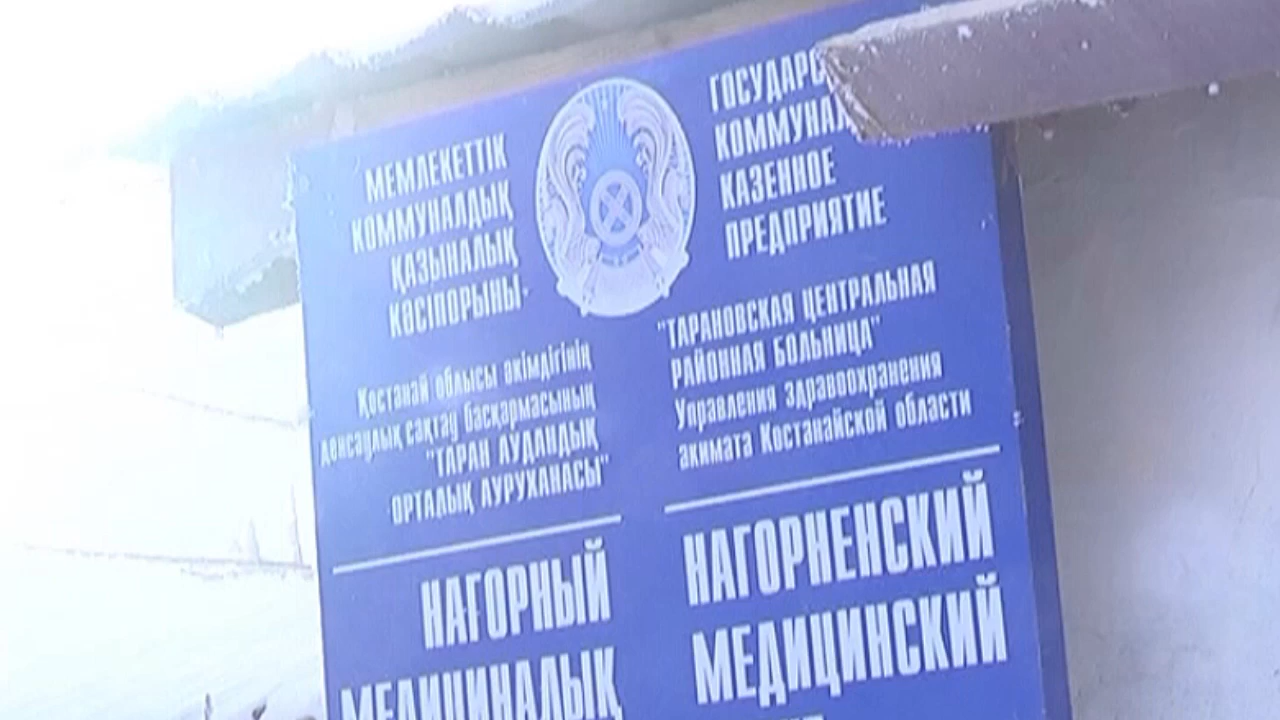 МЕМЛЕКЕТТІК
КОММУНАЛДЫҚ
ҚАЗЫНАЛЫҚ
КӘСІПОРЫНЫ
Қостанай облысы әкімдігінің
денсаулық сақтау басқармасының
"ТАРАН АУДАНДЫҚ
ОРТАЛЫҚ АУРУХАНАСЫ"
НАГОРНЫЙ
МЕДИЦИНАЛЫҚ
ГОСУДАРС
КОММУНАЛ
КАЗЕННОЕ
ПРЕДПРИЯТИЕ
"ТАРАНОВСКАЯ ЦЕНТРАЛЬНАЯ
РАЙОННАЯ БОЛЬНИЦА"
Управления здравоохранения
акимата Костанайской области
НАГОРНЕНСКИЙ
МЕДИЦИНСКИЙ